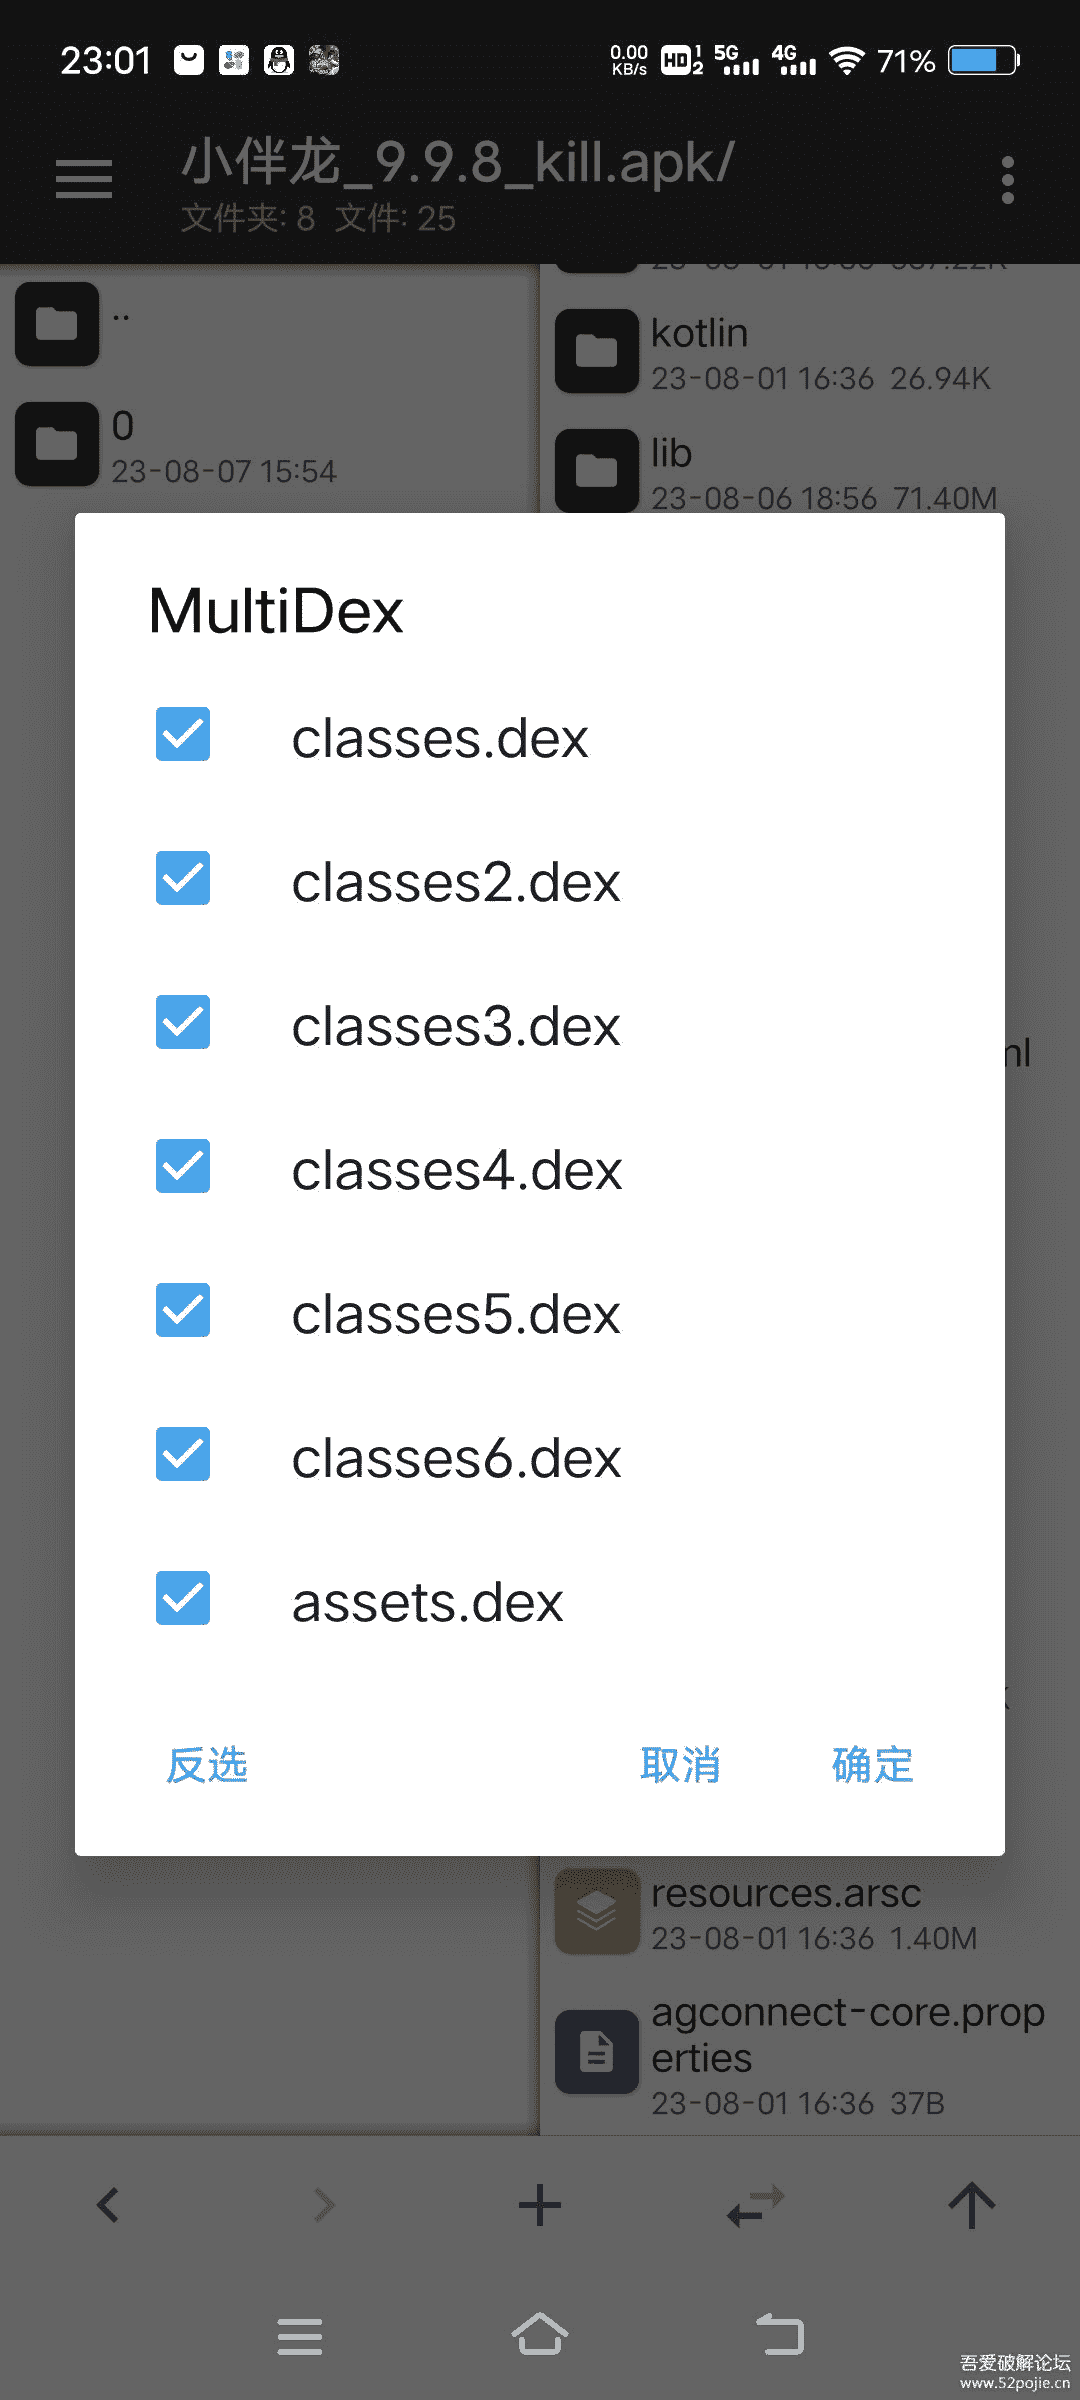 23:01
0.00
KB/s
HD 1 2
5G
4G
71%
小伴龙_9.9.8_kill.apk/
文件夹: 8 文件: 25
..
0
23-08-07 15:54
kotlin
23-08-01 16:36 26.94K
lib
23-08-06 18:56 71.40M
MultiDex
classes.dex
classes2.dex
classes3.dex
ml
classes4.dex
classes5.dex
classes6.dex
assets.dex
反选
取消
确定
resources.arsc
23-08-01 16:36 1.40M
agconnect-core.prop
erties
23-08-01 16:36 37B
吾爱破解论坛
www.52pojie.cn